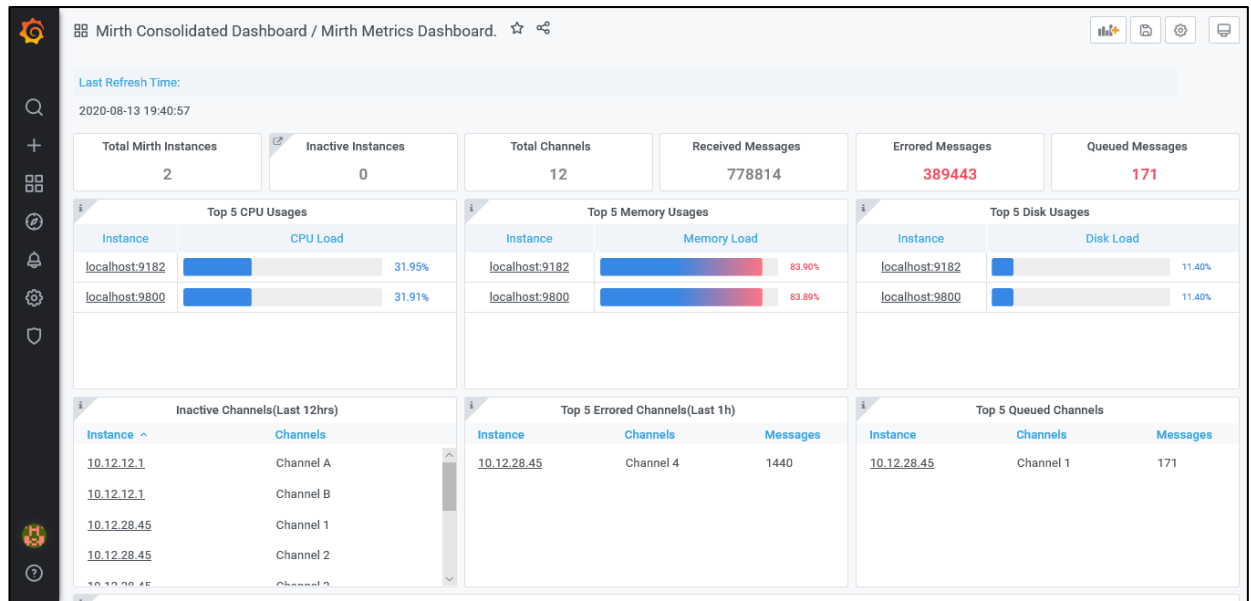 Mirth Consolidated Dashboard / Mirth Metrics Dashboard.
Last Refresh Time:
2020-08-13 19:40:57
Total Mirth Instances
2
Inactive Instances
0
Total Channels
12
Received Messages
778814
Errored Messages
389443
Queued Messages
171
Top 5 CPU Usages
Instance CPU Load
localhost:9182 31.95%
localhost:9800 31.91%
Top 5 Memory Usages
Instance Memory Load
localhost:9182 83.90%
localhost:9800 83.89%
Top 5 Disk Usages
Instance Disk Load
localhost:9182 11.40%
localhost:9800 11.40%
Inactive Channels(Last 12hrs)
Instance Channels
10.12.12.1 Channel A
10.12.12.1 Channel B
10.12.28.45 Channel 1
10.12.28.45 Channel 2
10.12.28.45 Channel
Top 5 Errored Channels(Last 1h)
Instance Channels Messages
10.12.28.45 Channel 4 1440
Top 5 Queued Channels
Instance Channels Messages
10.12.28.45 Channel 1 171